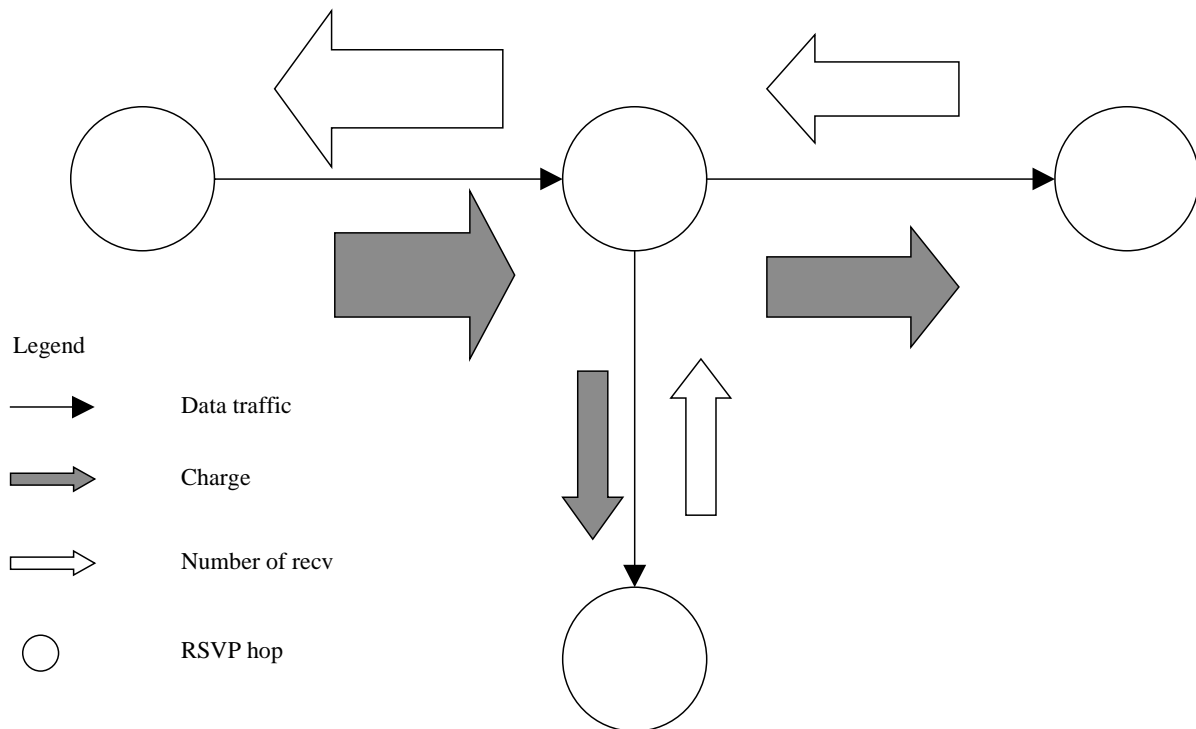 Legend
Data traffic
Charge
Number of recv
RSVP hop